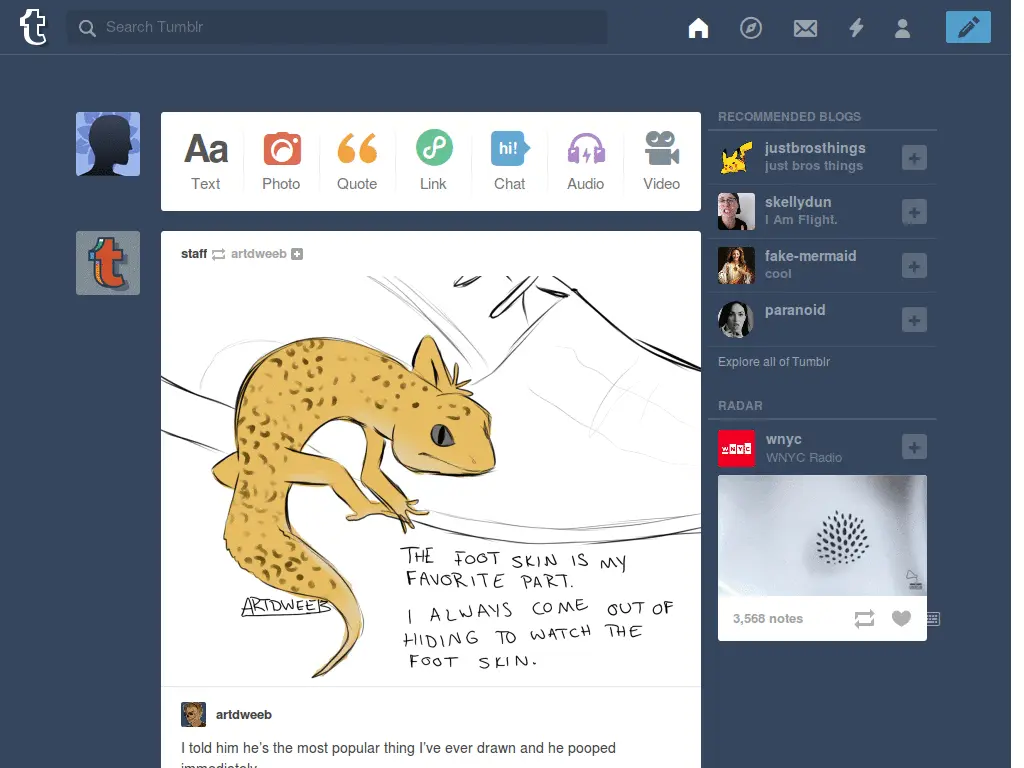 Search Tumblr
Aa
hi!
Text
Photo
Quote
Link
Chat
Audio
Video
staff artdweeb
THE FOOT SKIN IS MY
FAVORITE PART.
I ALWAYS COME OUT OF
HIDING TO WATCH THE
FOOT SKIN.
ARTDWEEB
artdweeb
I told him he's the most popular thing I've ever drawn and he pooped
immediately.
RECOMMENDED BLOGS
justbrosthings
just bros things
skellydun
I Am Flight.
fake-mermaid
cool
paranoid
Explore all of Tumblr
RADAR
WNYC
wnyc
WNYC Radio
3,568 notes